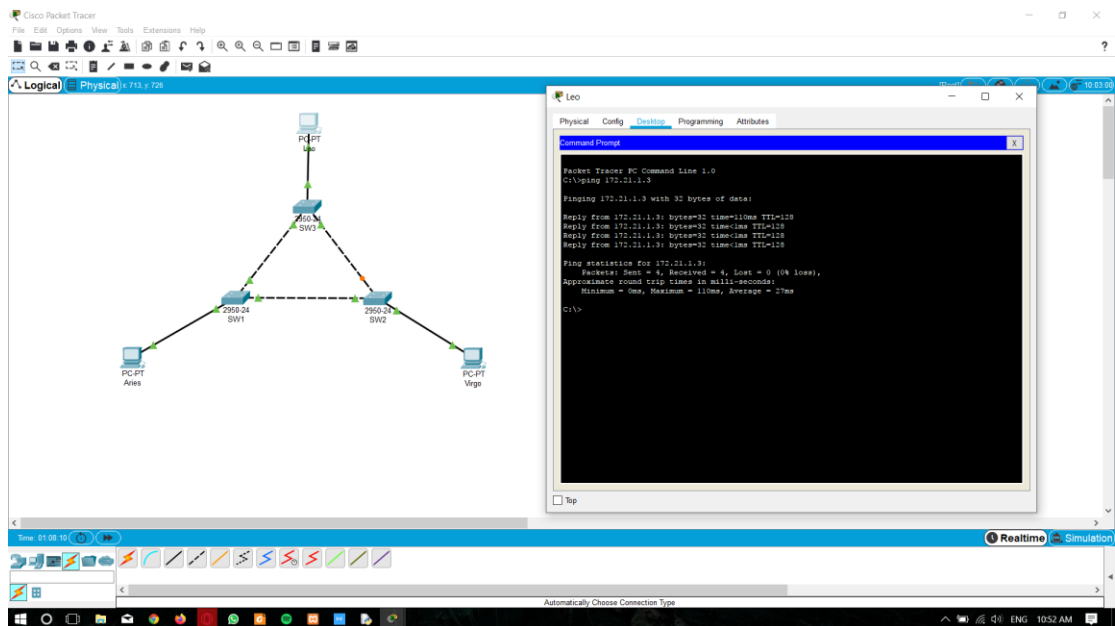 Cisco Packet Tracer
File Edit Options View Tools Extensions Help
?
Logical Physical x: 713, y: 726
[Root] 10:03:00
PC-PT
Leo
2950-24
SW3
2950-24
SW1
2950-24
SW2
PC-PT
Aries
PC-PT
Virgo
Leo
Physical Config Desktop Programming Attributes
Command Prompt X
Packet Tracer PC Command Line 1.0
C:\>ping 172.21.1.3
Pinging 172.21.1.3 with 32 bytes of data:
Reply from 172.21.1.3: bytes=32 time=110ms TTL=128
Reply from 172.21.1.3: bytes=32 time<1ms TTL=128
Reply from 172.21.1.3: bytes=32 time<1ms TTL=128
Reply from 172.21.1.3: bytes=32 time<1ms TTL=128
Ping statistics for 172.21.1.3:
Packets: Sent = 4, Received = 4, Lost = 0 (0% loss),
Approximate round trip times in milli-seconds:
Minimum = 0ms, Maximum = 110ms, Average = 27ms
C:\>
Top
Time: 01:08:10
Realtime Simulation
Automatically Choose Connection Type
ENG 10:52 AM